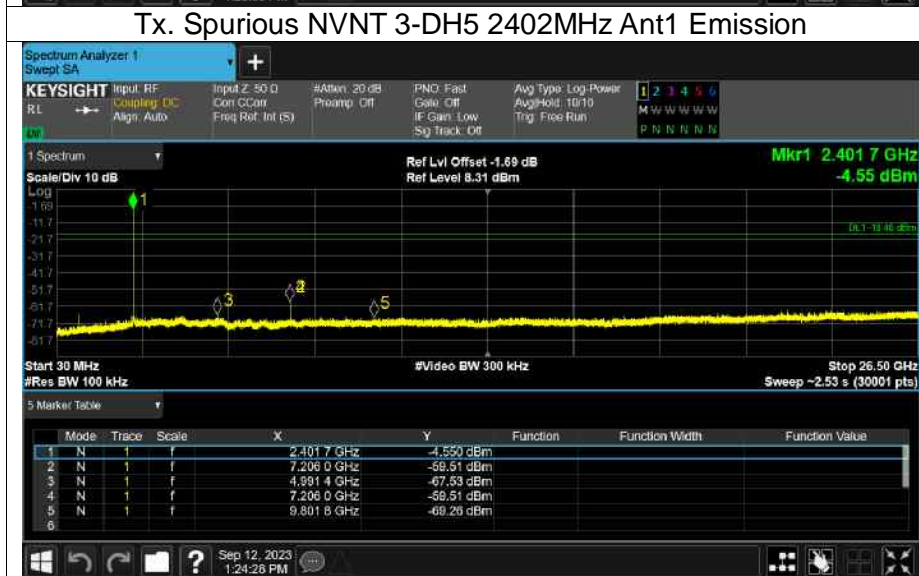 Tx. Spurious NVNT 3-DH5 2402MHz Ant1 Emission
Spectrum Analyzer 1
Swept SA
+
KEYSIGHT Input: RF Input Z: 50 Ω #Atten: 20 dB PNO: Fast Avg Type: Log-Power 1 2 3 4 5 6
RL Coupling: DC Corr CCorr Preamp: Off Gate: Off Avg|Hold: 10/10 M W W W W W
Align: Auto Freq Ref: Int (S) IF Gain: Low Trig: Free Run
Sig Track: Off P N N N N N
1 Spectrum Ref Lvl Offset -1.69 dB Mkr1 2.401 7 GHz
Scale/Div 10 dB Ref Level 8.31 dBm -4.55 dBm
Log
-1.69
-11.7
-21.7
-31.7
-41.7
-51.7
-61.7
-71.7
-81.7
1
3
5
Start 30 MHz #Video BW 300 kHz Stop 26.50 GHz
#Res BW 100 kHz Sweep ~2.53 s (30001 pts)
5 Marker Table
Mode Trace Scale X Y Function Function Width Function Value
1 N 1 f 2.401 7 GHz -4.550 dBm
2 N 1 f 7.206 0 GHz -59.51 dBm
3 N 1 f 4.991 4 GHz -67.53 dBm
4 N 1 f 7.206 0 GHz -59.51 dBm
5 N 1 f 9.801 8 GHz -69.26 dBm
6
? Sep 12, 2023
1:24:28 PM